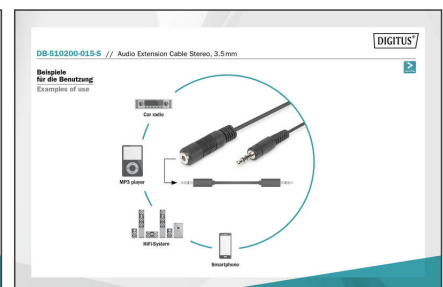 DIGITUS®
DB-510200-015-S // Audio Extension Cable Stereo, 3.5 mm
Beispiele
für die Benutzung
Examples of use
Car radio
MP3 player
HiFi-System
Smartphone